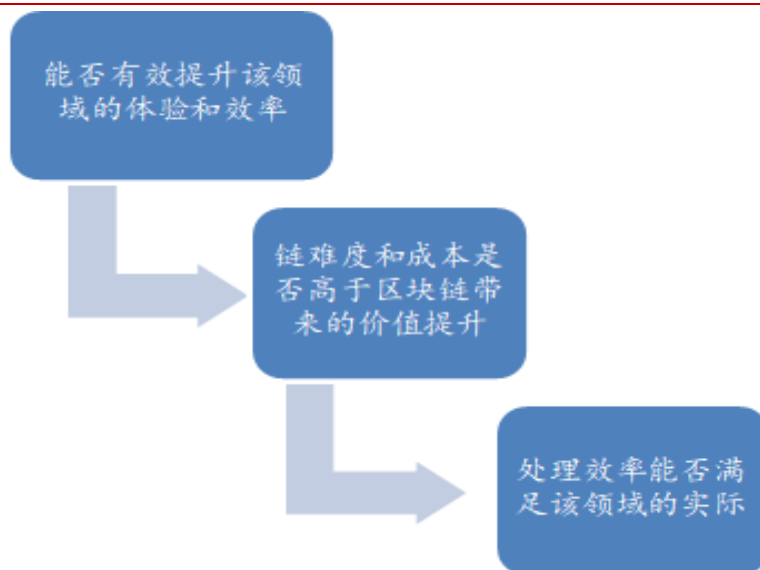 能否有效提升该领
域的体验和效率
链难度和成本是
否高于区块链带
来的价值提升
处理效率能否满
足该领域的实际